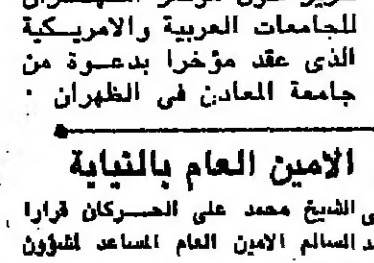 للجامعات العربية والامريكية
الذى عقد مؤخرا بدعوة من
جامعة المعادن فى الظهران .
الامين العام بالنيابة
الشيخ محمد على الحركان قرارا
السالم الامين العام المساعد لشؤون